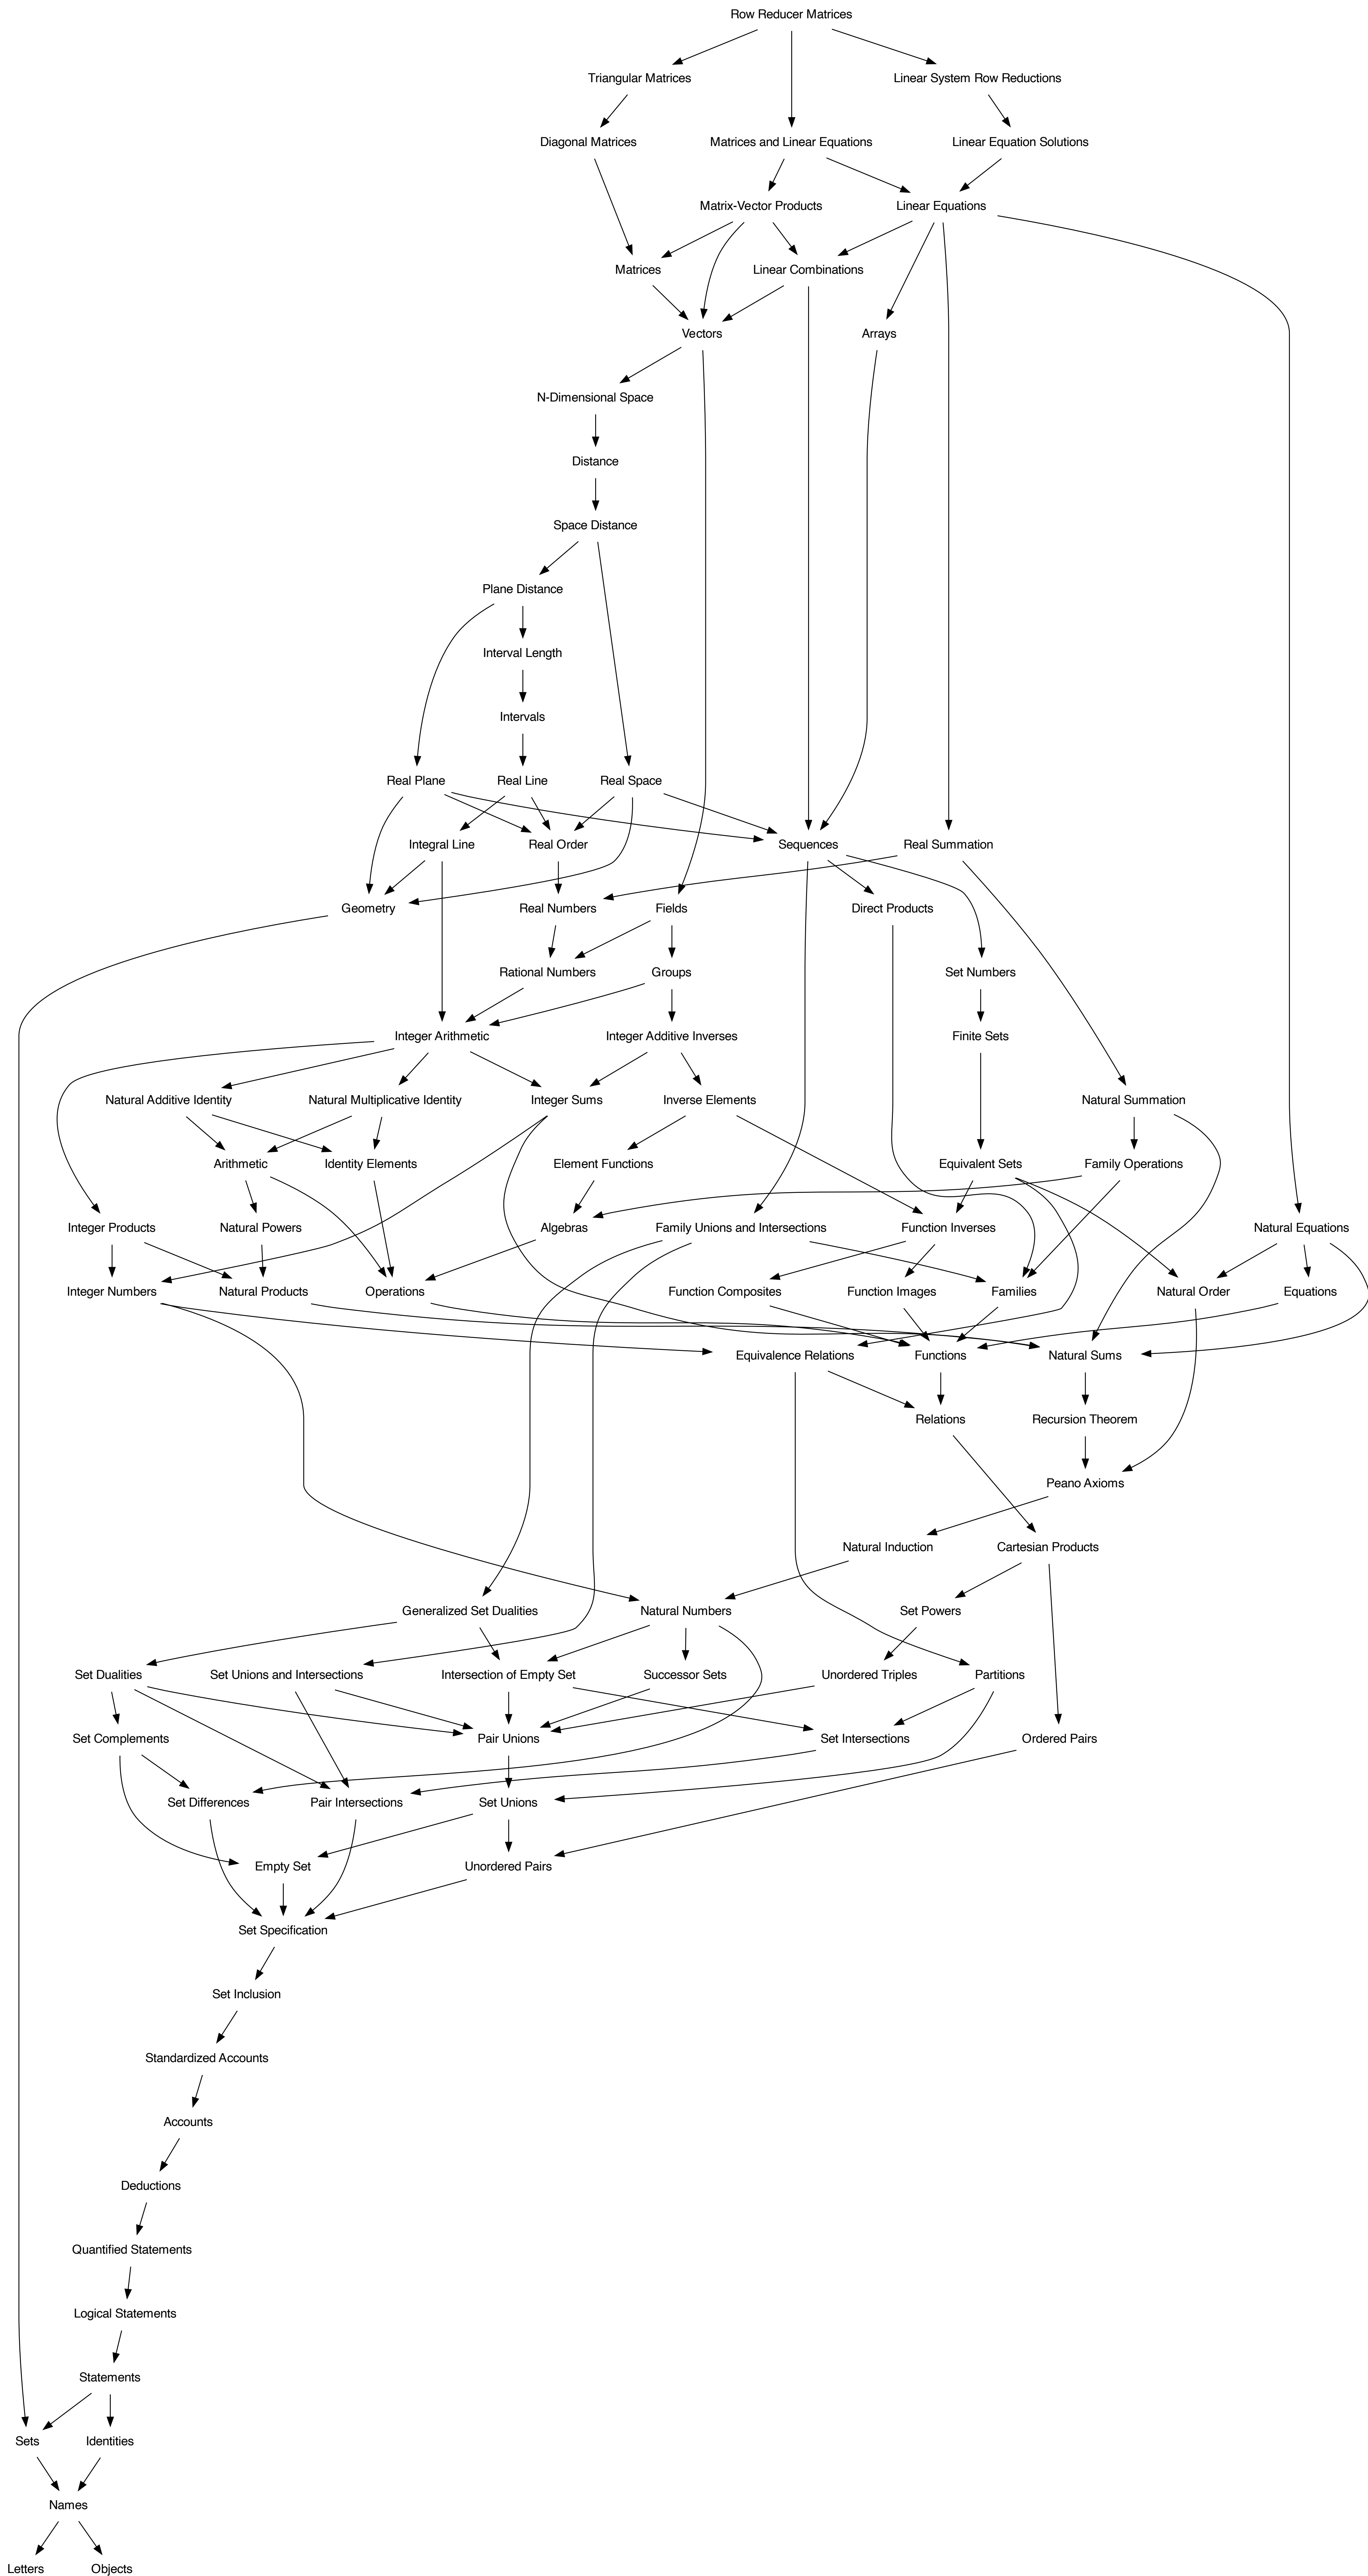 Row Reducer Matrices
Triangular Matrices
Linear System Row Reductions
Diagonal Matrices
Matrices and Linear Equations
Linear Equation Solutions
Matrix-Vector Products
Linear Equations
Matrices
Linear Combinations
Vectors
Arrays
N-Dimensional Space
Distance
Space Distance
Plane Distance
Interval Length
Intervals
Real Plane
Real Line
Real Space
Integral Line
Real Order
Sequences
Real Summation
Geometry
Real Numbers
Fields
Direct Products
Rational Numbers
Groups
Set Numbers
Integer Arithmetic
Integer Additive Inverses
Finite Sets
Natural Additive Identity
Natural Multiplicative Identity
Integer Sums
Inverse Elements
Natural Summation
Arithmetic
Identity Elements
Element Functions
Equivalent Sets
Family Operations
Integer Products
Natural Powers
Algebras
Family Unions and Intersections
Function Inverses
Natural Equations
Integer Numbers
Natural Products
Operations
Function Composites
Function Images
Families
Natural Order
Equations
Equivalence Relations
Functions
Natural Sums
Relations
Recursion Theorem
Peano Axioms
Natural Induction
Cartesian Products
Generalized Set Dualities
Natural Numbers
Set Powers
Set Dualities
Set Unions and Intersections
Intersection of Empty Set
Successor Sets
Unordered Triples
Partitions
Set Complements
Pair Unions
Set Intersections
Ordered Pairs
Set Differences
Pair Intersections
Set Unions
Empty Set
Unordered Pairs
Set Specification
Set Inclusion
Standardized Accounts
Accounts
Deductions
Quantified Statements
Logical Statements
Statements
Sets
Identities
Names
Letters
Objects